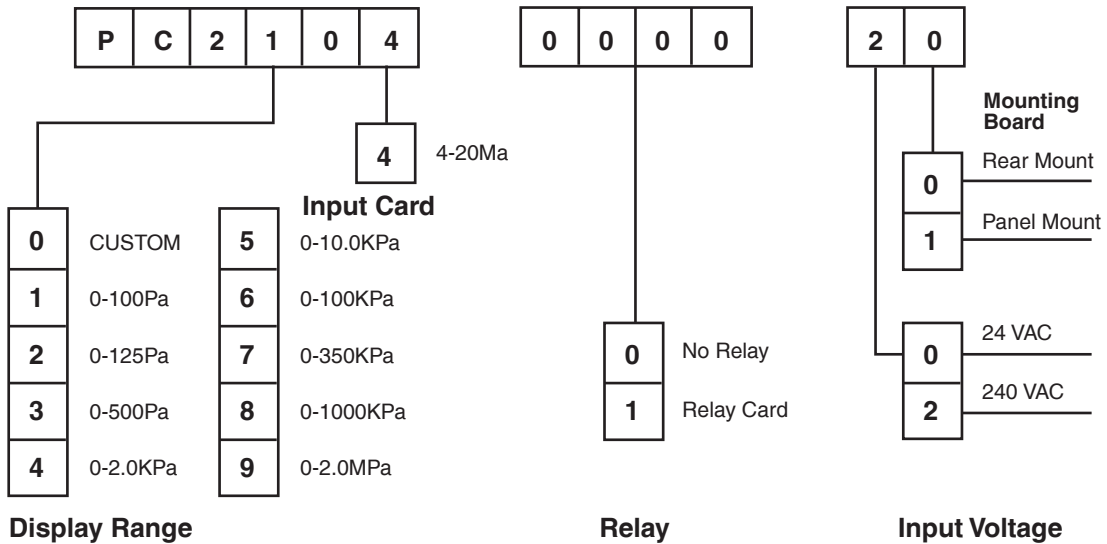 P C 2 1 0 4
0 0 0 0
2 0
4 4-20Ma
Input Card
0 CUSTOM
1 0-100Pa
2 0-125Pa
3 0-500Pa
4 0-2.0KPa
5 0-10.0KPa
6 0-100KPa
7 0-350KPa
8 0-1000KPa
9 0-2.0MPa
Display Range
0 No Relay
1 Relay Card
Relay
Mounting
Board
0 Rear Mount
1 Panel Mount
0 24 VAC
2 240 VAC
Input Voltage